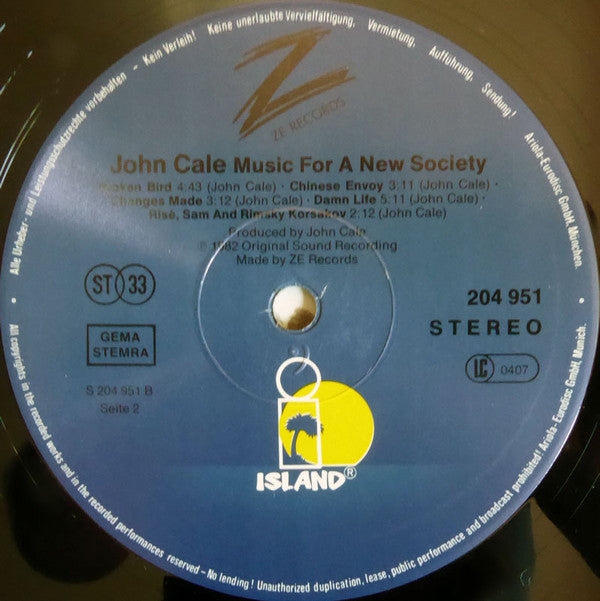 Alle Urheber- und Leistungsschutzrechte vorbehalten - Kein Verleih! Keine unerlaubte Vervielfältigung, Vermietung, Aufführung, Sendung!
Ariola-Eurodisc GmbH, München.
Z
ZE RECORDS
John Cale Music For A New Society
Broken Bird 4:43 (John Cale) · Chinese Envoy 3:11 (John Cale) ·
Changes Made 3:12 (John Cale) · Damn Life 5:11 (John Cale) ·
Risé, Sam And Rimsky Korsakov 2:12 (John Cale)
Produced by John Cale
℗ 1982 Original Sound Recording
Made by ZE Records
ST 33
204 951
STEREO
GEMA
STEMRA
LC 0407
S 204 951 B
Seite 2
i
ISLAND®
All copyrights in the recorded works and in the recorded performances reserved - No lending! Unauthorized duplication, lease, public performance and broadcast prohibited! Ariola-Eurodisc GmbH Munich.